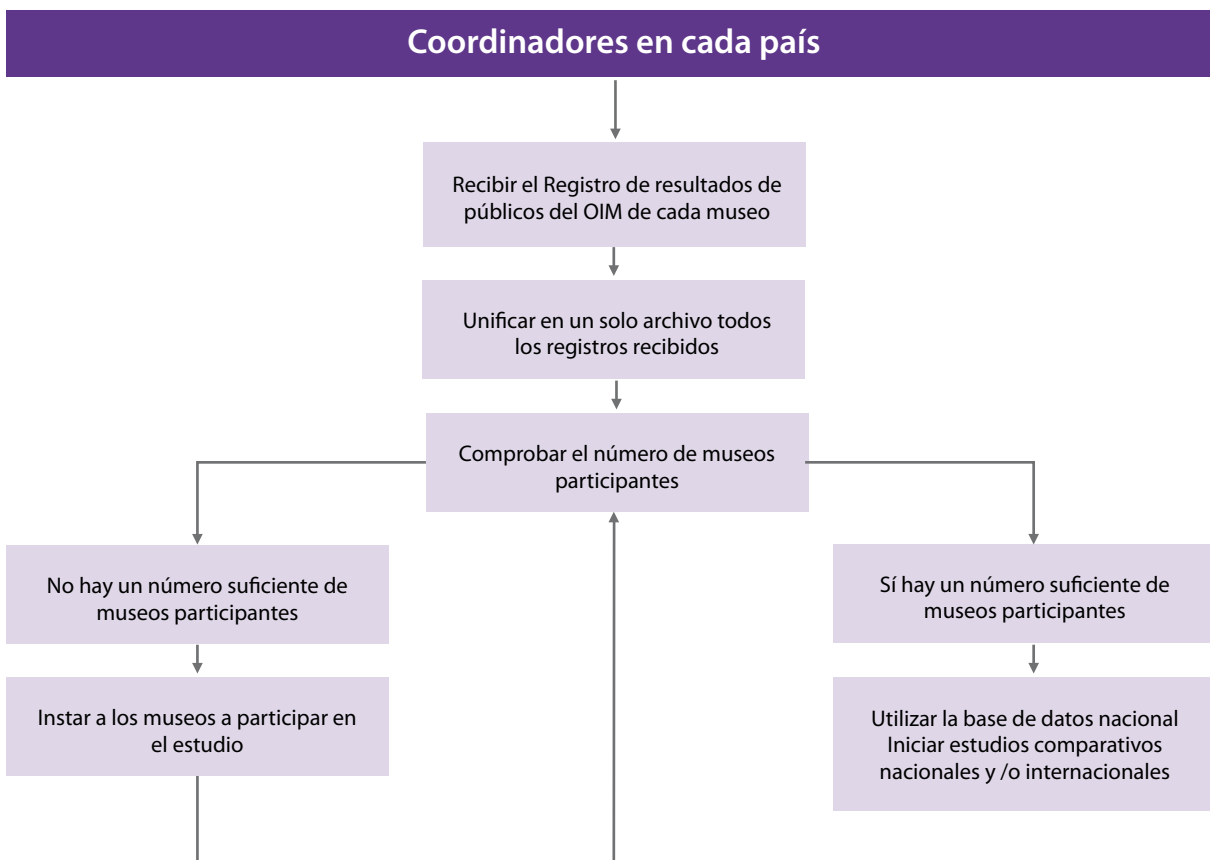 Coordinadores en cada país
Recibir el Registro de resultados de
públicos del OIM de cada museo
Unificar en un solo archivo todos
los registros recibidos
Comprobar el número de museos
participantes
No hay un número suficiente de
museos participantes
Sí hay un número suficiente de
museos participantes
Instar a los museos a participar en
el estudio
Utilizar la base de datos nacional
Iniciar estudios comparativos
nacionales y /o internacionales